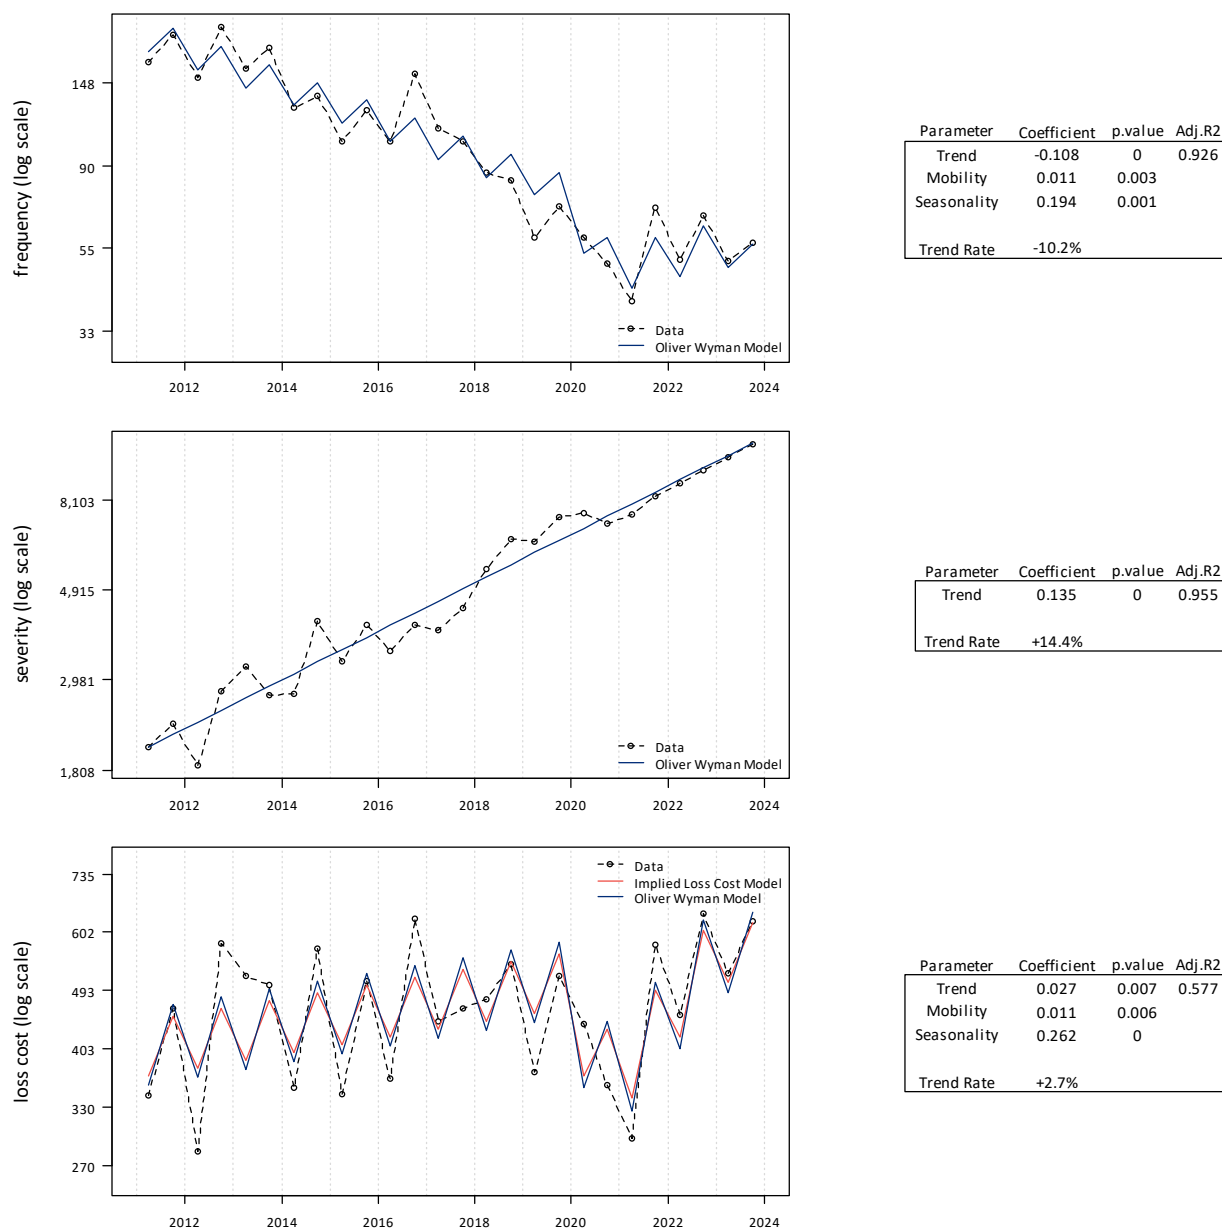 frequency (log scale)
148
90
55
33
Data
Oliver Wyman Model
2012 2014 2016 2018 2020 2022 2024
Parameter Coefficient p.value Adj.R2
Trend -0.108 0 0.926
Mobility 0.011 0.003
Seasonality 0.194 0.001
Trend Rate -10.2%
severity (log scale)
8,103
4,915
2,981
1,808
Data
Oliver Wyman Model
2012 2014 2016 2018 2020 2022 2024
Parameter Coefficient p.value Adj.R2
Trend 0.135 0 0.955
Trend Rate +14.4%
loss cost (log scale)
735
602
493
403
330
270
Data
Implied Loss Cost Model
Oliver Wyman Model
2012 2014 2016 2018 2020 2022 2024
Parameter Coefficient p.value Adj.R2
Trend 0.027 0.007 0.577
Mobility 0.011 0.006
Seasonality 0.262 0
Trend Rate +2.7%